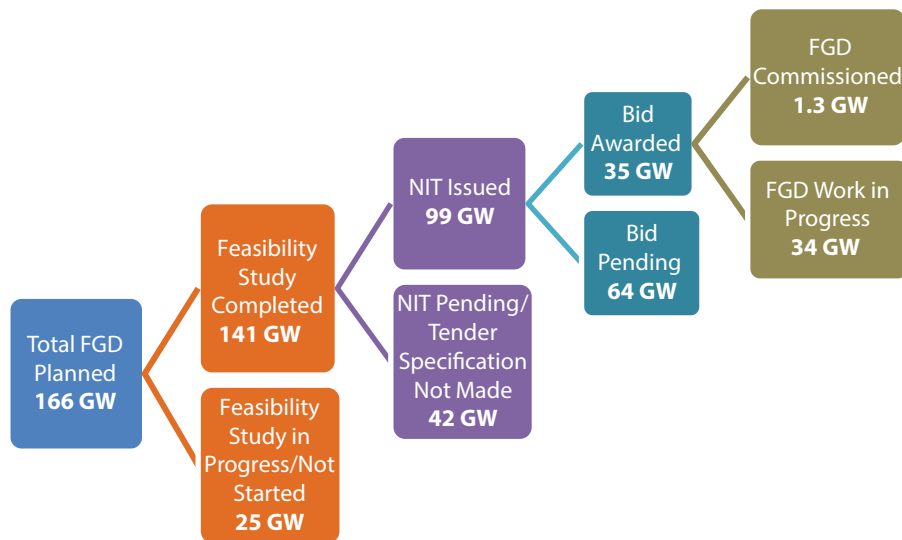 Total FGD
Planned
166 GW
Feasibility
Study
Completed
141 GW
Feasibility
Study in
Progress/Not
Started
25 GW
NIT Issued
99 GW
NIT Pending/
Tender
Specification
Not Made
42 GW
Bid
Awarded
35 GW
Bid
Pending
64 GW
FGD
Commissioned
1.3 GW
FGD Work in
Progress
34 GW